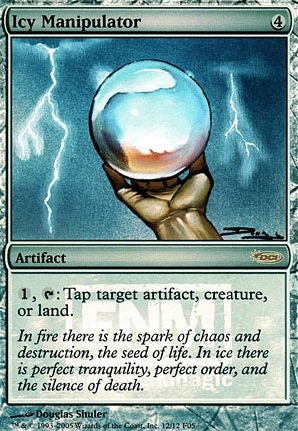 Icy Manipulator 4
DCI
Artifact
1, : Tap target artifact, creature,
or land.
FNM
In fire there is the spark of chaos and
destruction, the seed of life. In ice there
is perfect tranquility, perfect order, and
the silence of death.
magic
Douglas Shuler
™ & © 1993-2005 Wizards of the Coast, Inc. 12/12 F05